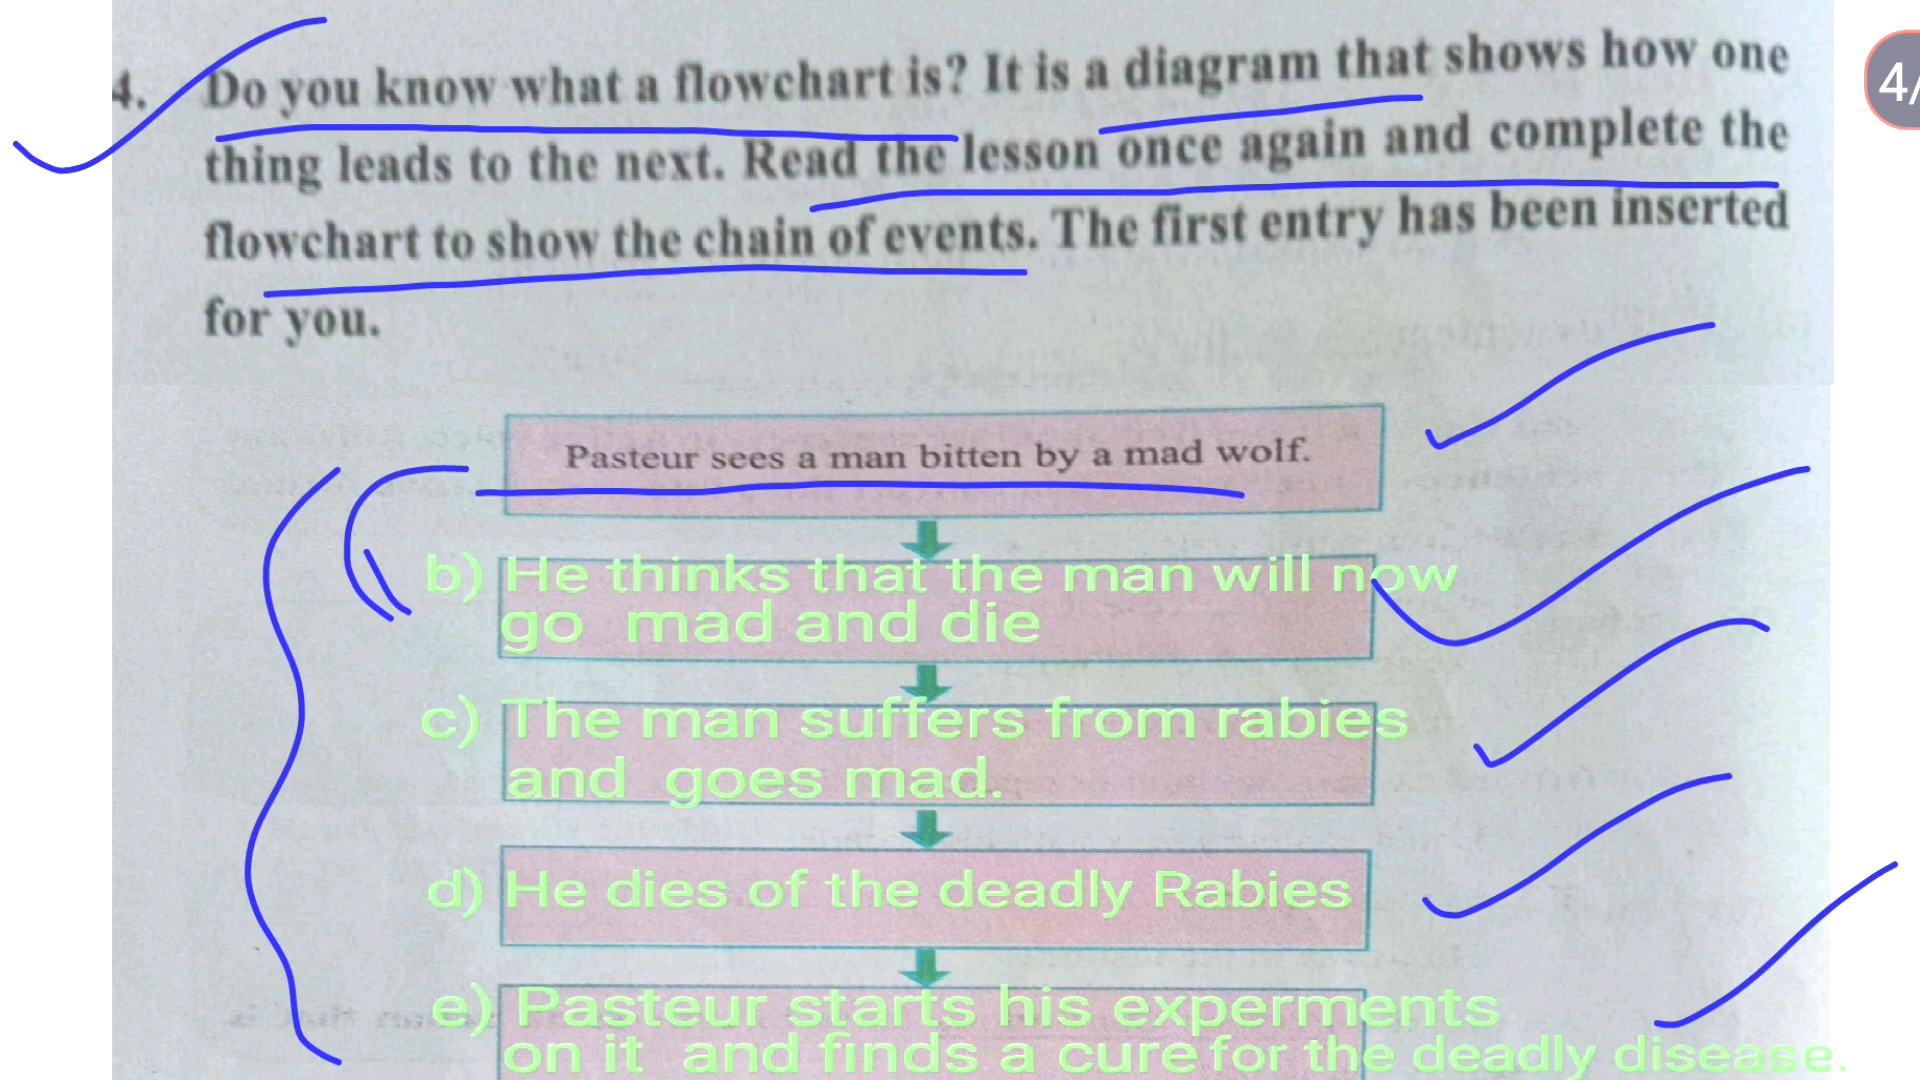 4. Do you know what a flowchart is? It is a diagram that shows how one
thing leads to the next. Read the lesson once again and complete the
flowchart to show the chain of events. The first entry has been inserted
for you.
4/
Pasteur sees a man bitten by a mad wolf.
b) He thinks that the man will now
go mad and die
c) The man suffers from rabies
and goes mad.
d) He dies of the deadly Rabies
e) Pasteur starts his experments
on it and finds a cure for the deadly disease.